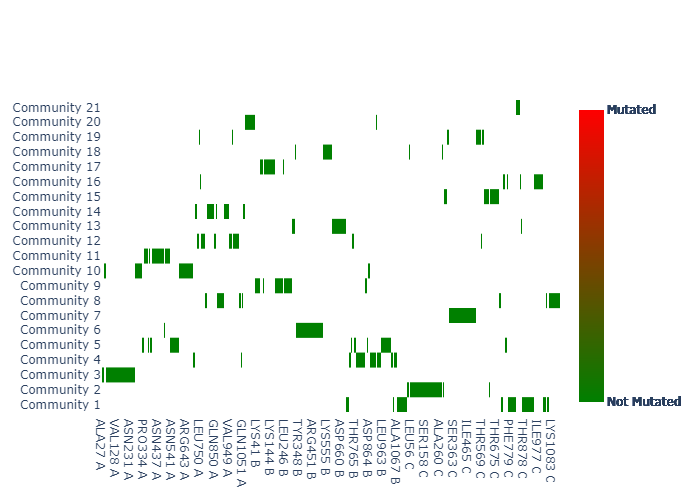 Community 21
Community 20
Community 19
Community 18
Community 17
Community 16
Community 15
Community 14
Community 13
Community 12
Community 11
Community 10
Community 9
Community 8
Community 7
Community 6
Community 5
Community 4
Community 3
Community 2
Community 1
Mutated
Not Mutated
ALA27 A
VAL128 A
ASN231 A
PRO334 A
ASN437 A
ASN541 A
ARG643 A
LEU750 A
GLN850 A
VAL949 A
GLN1051 A
LYS41 B
LYS144 B
LEU246 B
TYR348 B
ARG451 B
LYS555 B
ASP660 B
THR765 B
ASP864 B
LEU963 B
ALA1067 B
LEU56 C
SER158 C
ALA260 C
SER363 C
ILE465 C
THR569 C
THR675 C
PHE779 C
THR878 C
ILE977 C
LYS1083 C